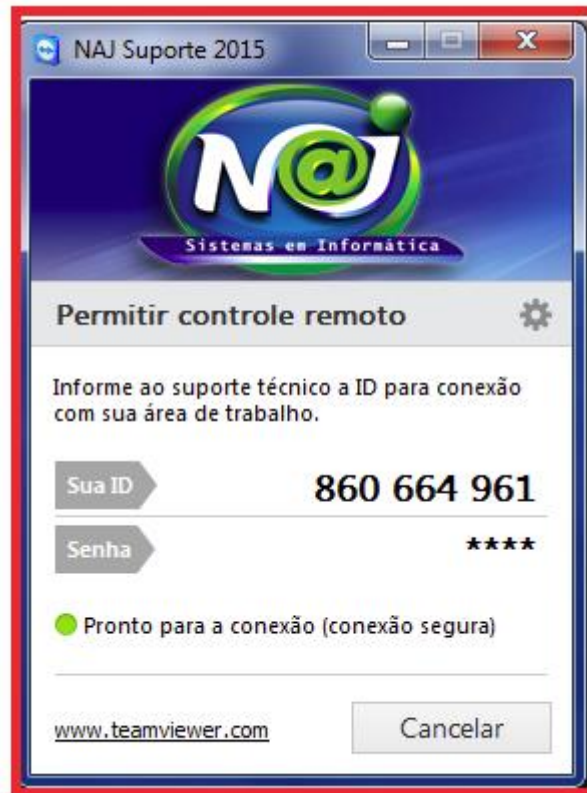 NAJ Suporte 2015
N@J
Sistemas em Informática
Permitir controle remoto
Informe ao suporte técnico a ID para conexão
com sua área de trabalho.
Sua ID 860 664 961
Senha ****
Pronto para a conexão (conexão segura)
www.teamviewer.com Cancelar